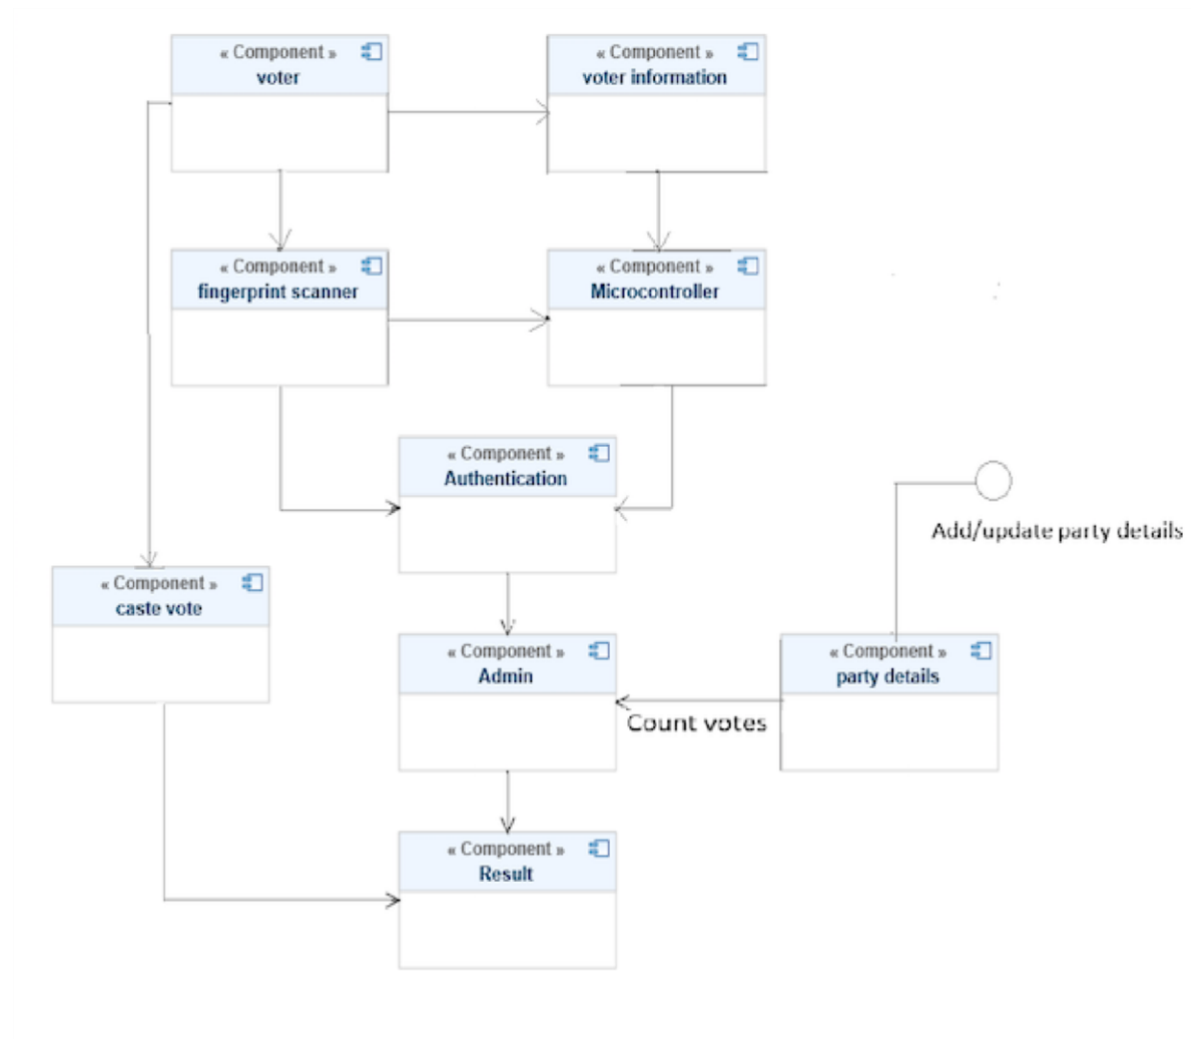 « Component »
voter
« Component »
voter information
« Component »
fingerprint scanner
« Component »
Microcontroller
« Component »
Authentication
Add/update party details
« Component »
caste vote
« Component »
Admin
« Component »
party details
Count votes
« Component »
Result